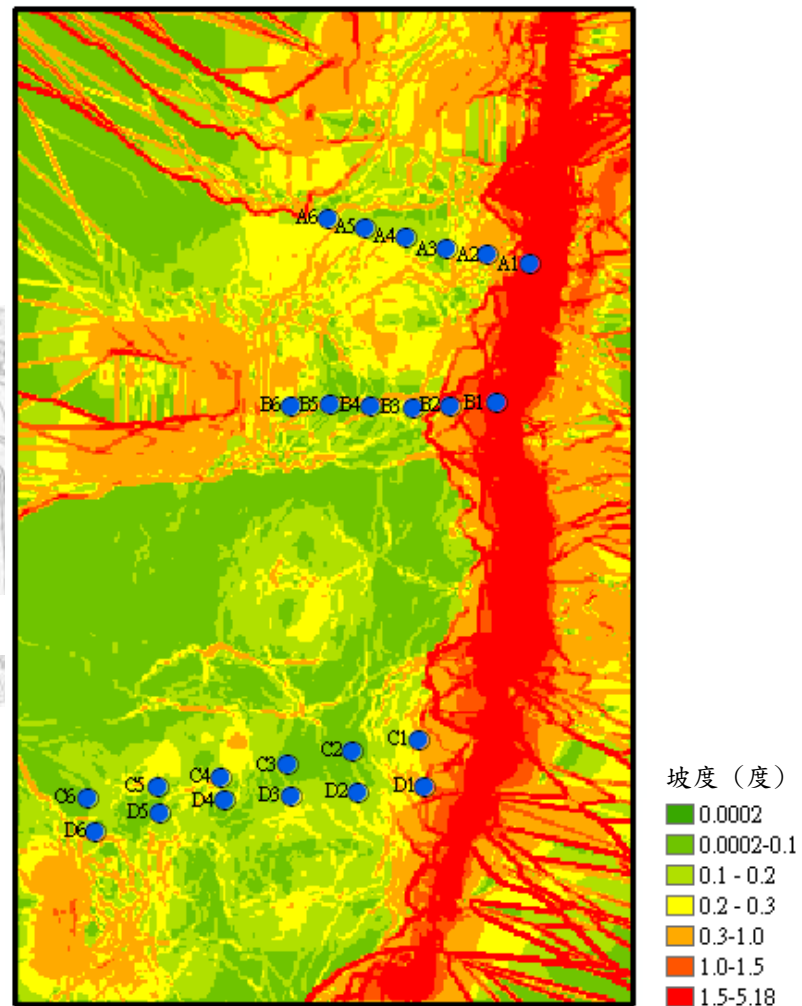 A6
A5
A4
A3
A2
A1
B6
B5
B4
B3
B2
B1
C1
C2
C3
C4
C5
C6
D1
D2
D3
D4
D5
D6
坡度（度）
0.0002
0.0002-0.1
0.1 - 0.2
0.2 - 0.3
0.3-1.0
1.0-1.5
1.5-5.18